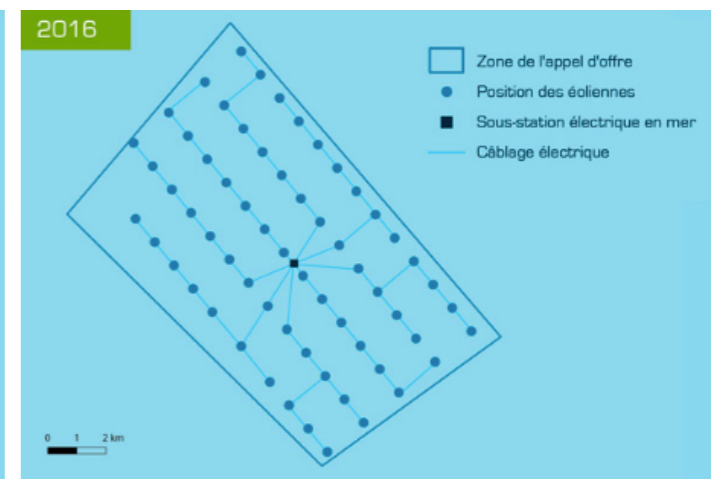 2016
Zone de l'appel d'offre
Position des éoliennes
Sous-station électrique en mer
Câblage électrique
0 1 2 km